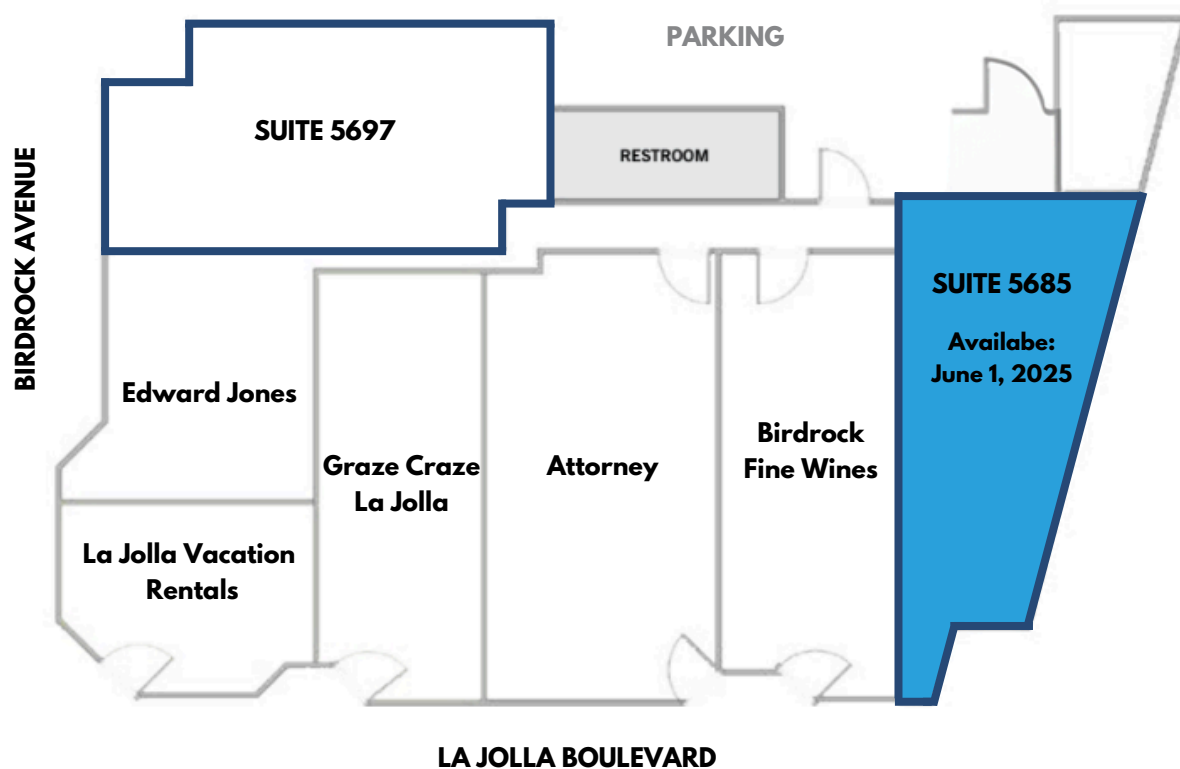 PARKING
SUITE 5697
RESTROOM
BIRDROCK AVENUE
SUITE 5685
Availabe:
June 1, 2025
Edward Jones
Graze Craze
La Jolla
Attorney
Birdrock
Fine Wines
La Jolla Vacation
Rentals
LA JOLLA BOULEVARD